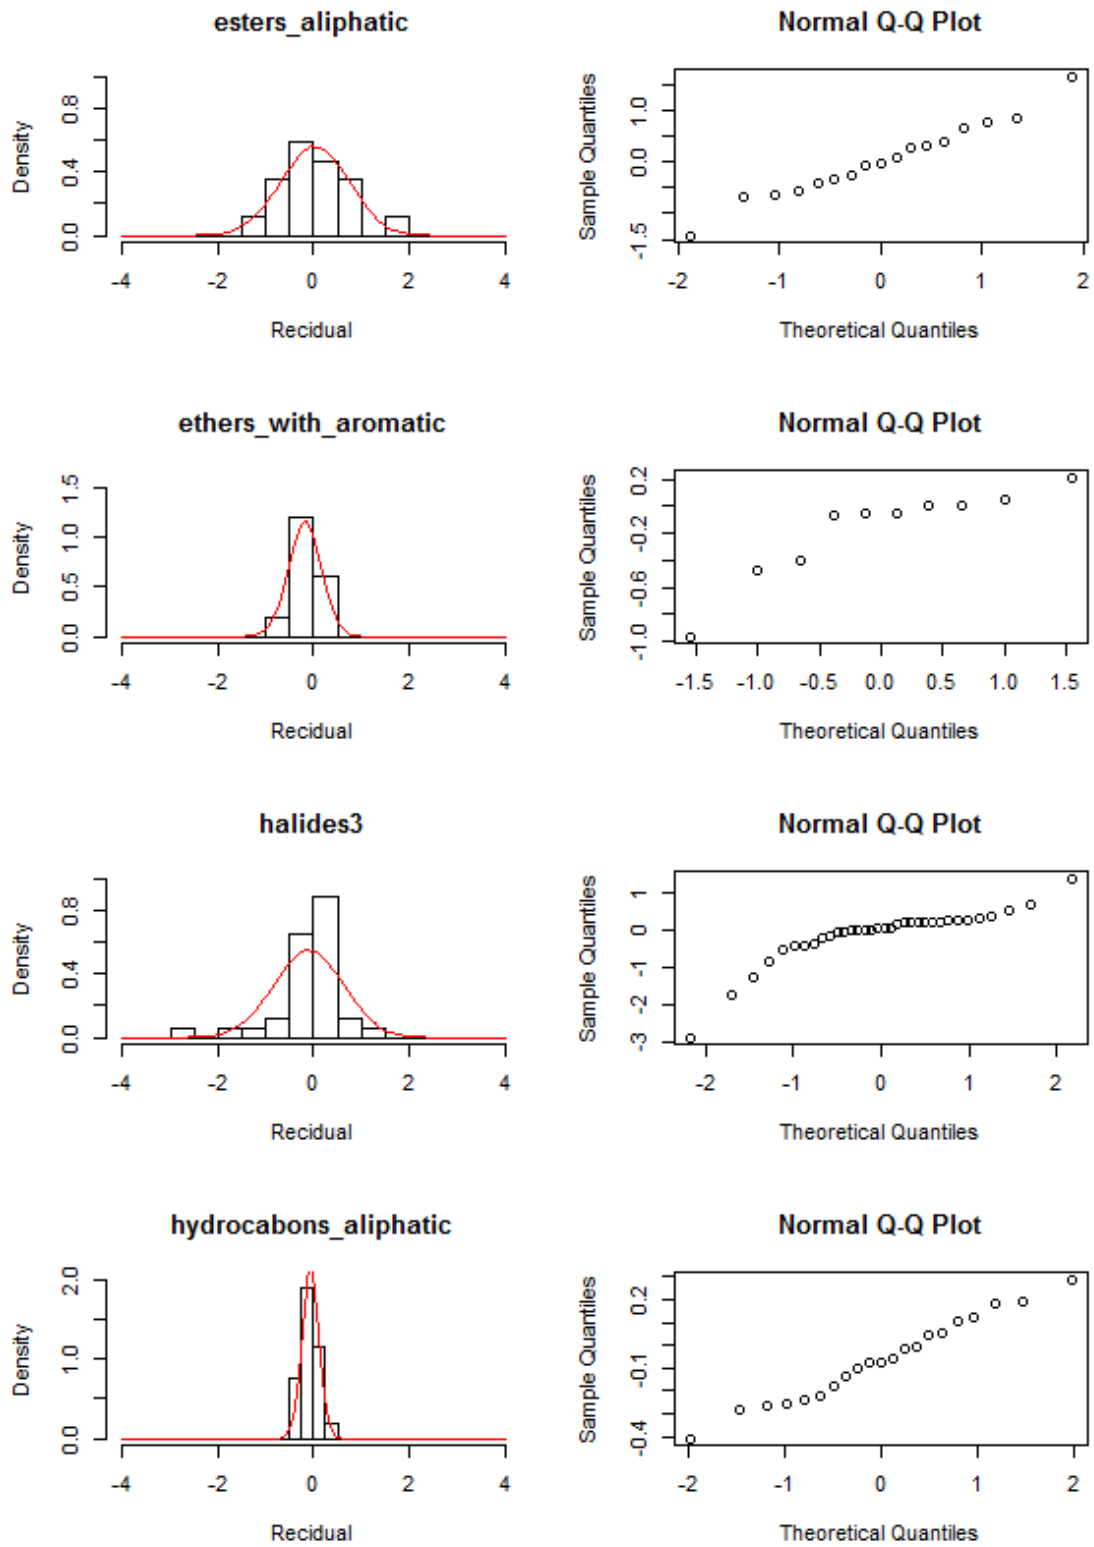 esters_aliphatic
Normal Q-Q Plot
Density
0.0 0.4 0.8
-4 -2 0 2 4
Recidual
Sample Quantiles
-1.5 0.0 1.0
-2 -1 0 1 2
Theoretical Quantiles
ethers_with_aromatic
Normal Q-Q Plot
Density
0.0 0.5 1.0 1.5
-4 -2 0 2 4
Recidual
Sample Quantiles
-1.0 -0.6 -0.2 0.2
-1.5 -1.0 -0.5 0.0 0.5 1.0 1.5
Theoretical Quantiles
halides3
Normal Q-Q Plot
Density
0.0 0.4 0.8
-4 -2 0 2 4
Recidual
Sample Quantiles
-3 -2 -1 0 1
-2 -1 0 1 2
Theoretical Quantiles
hydrocabons_aliphatic
Normal Q-Q Plot
Density
0.0 1.0 2.0
-4 -2 0 2 4
Recidual
Sample Quantiles
-0.4 -0.1 0.2
-2 -1 0 1 2
Theoretical Quantiles